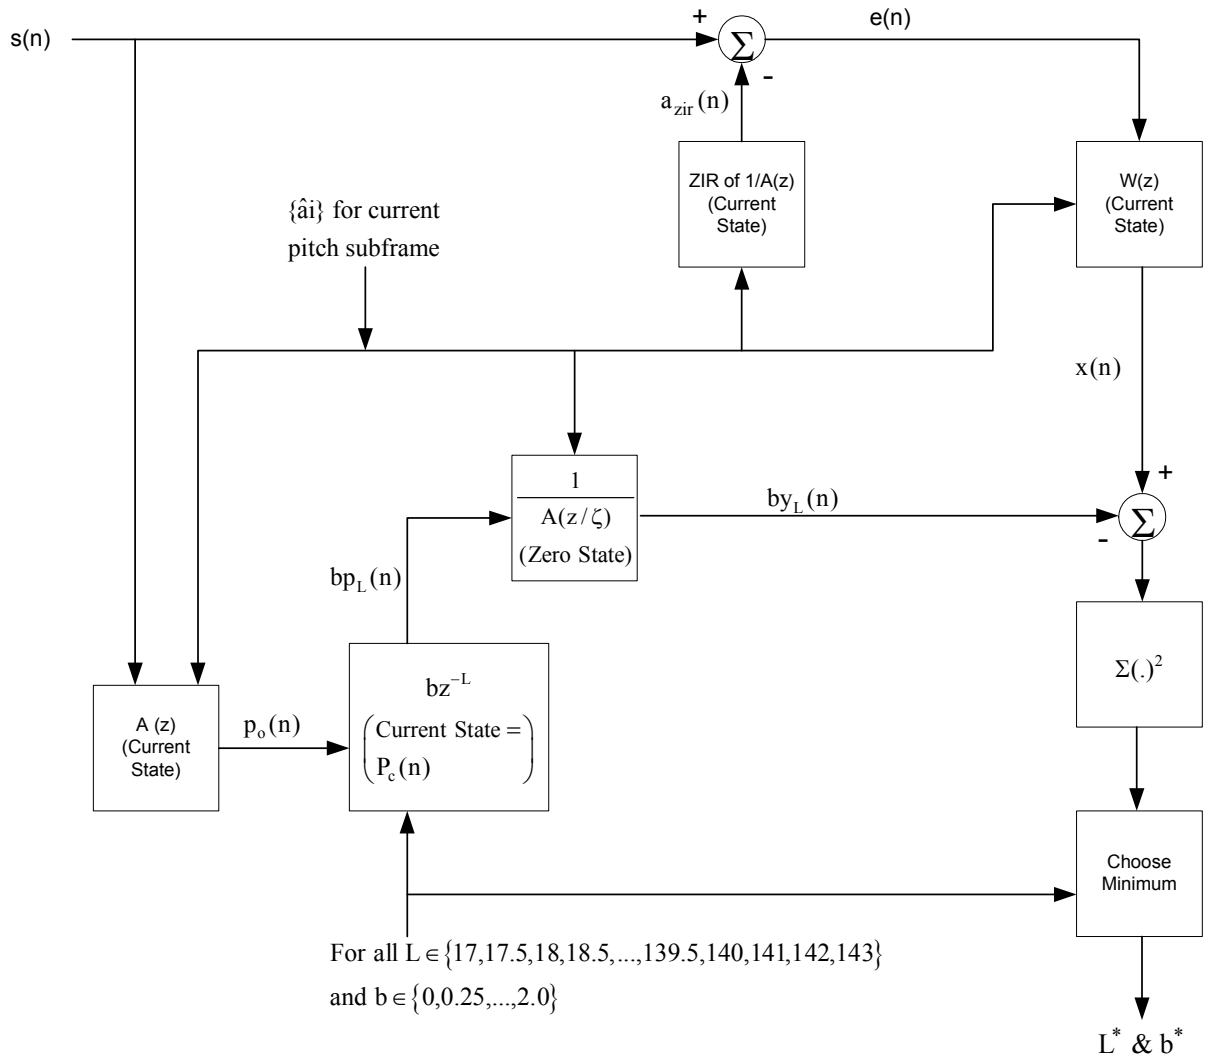 s(n)
+
Σ
e(n)
-
a_zir(n)
ZIR of 1/A(z)
(Current
State)
W(z)
(Current
State)
{âi} for current
pitch subframe
x(n)
1
A(z/ζ)
(Zero State)
by_L(n)
+
-
Σ
bp_L(n)
Σ(.)²
bz^−L
(Current State =
P_c(n))
A (z)
(Current
State)
p_o(n)
Choose
Minimum
For all L ∈ {17,17.5,18,18.5,...,139.5,140,141,142,143}
and b ∈ {0,0.25,...,2.0}
L* & b*